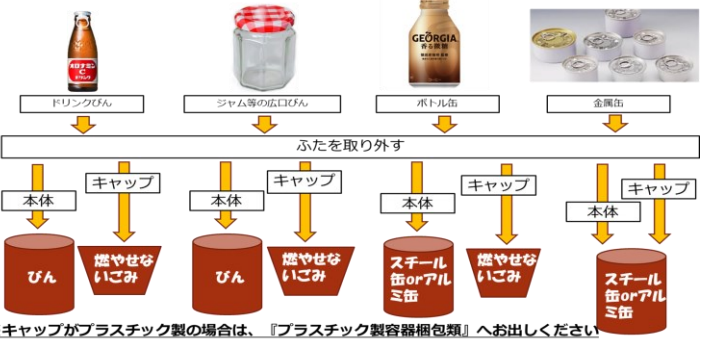 オロナミン
C
ドリンク
GEORGIA
香る微糖
ドリンクびん
ジャム等の広口びん
ボトル缶
金属缶
ふたを取り外す
本体
キャップ
本体
キャップ
本体
キャップ
本体
キャップ
びん
燃やせな
いごみ
びん
燃やせな
いごみ
スチール
缶orアル
ミ缶
燃やせな
いごみ
スチール
缶orアル
ミ缶
キャップがプラスチック製の場合は、『プラスチック製容器梱包類』へお出しください